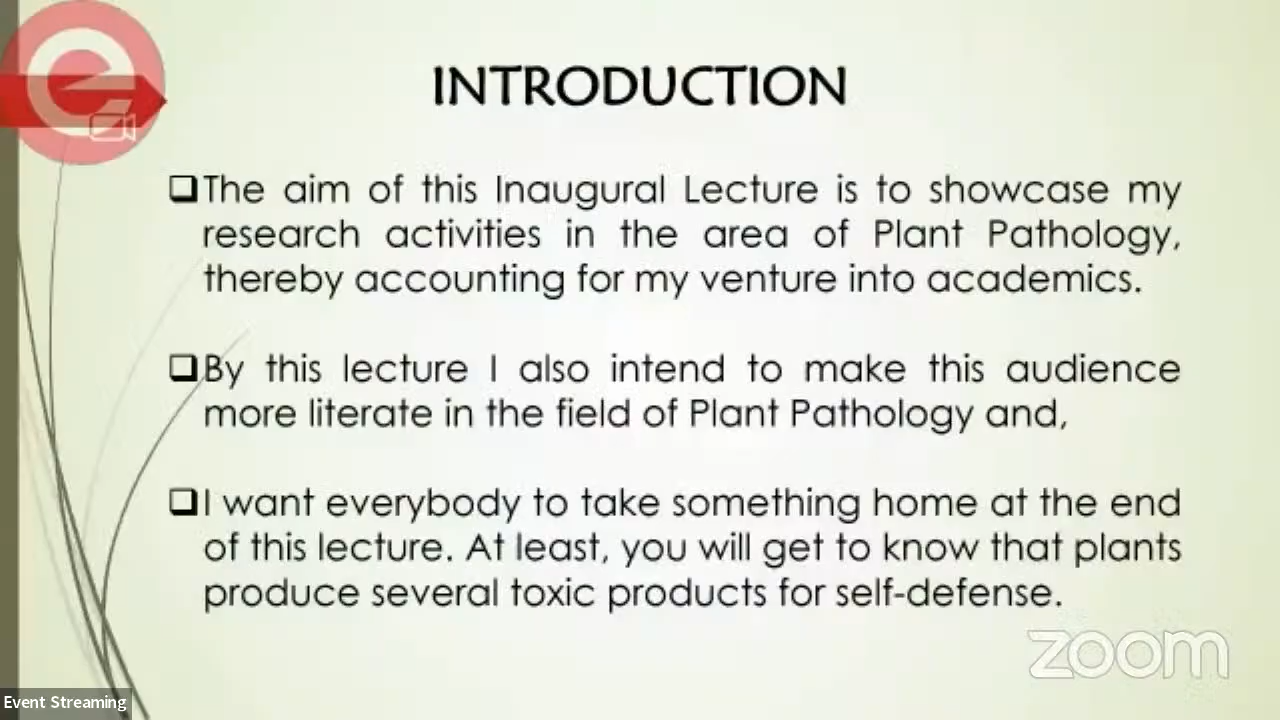 INTRODUCTION
The aim of this Inaugural Lecture is to showcase my
research activities in the area of Plant Pathology,
thereby accounting for my venture into academics.
By this lecture I also intend to make this audience
more literate in the field of Plant Pathology and,
I want everybody to take something home at the end
of this lecture. At least, you will get to know that plants
produce several toxic products for self-defense.
zoom
Event Streaming